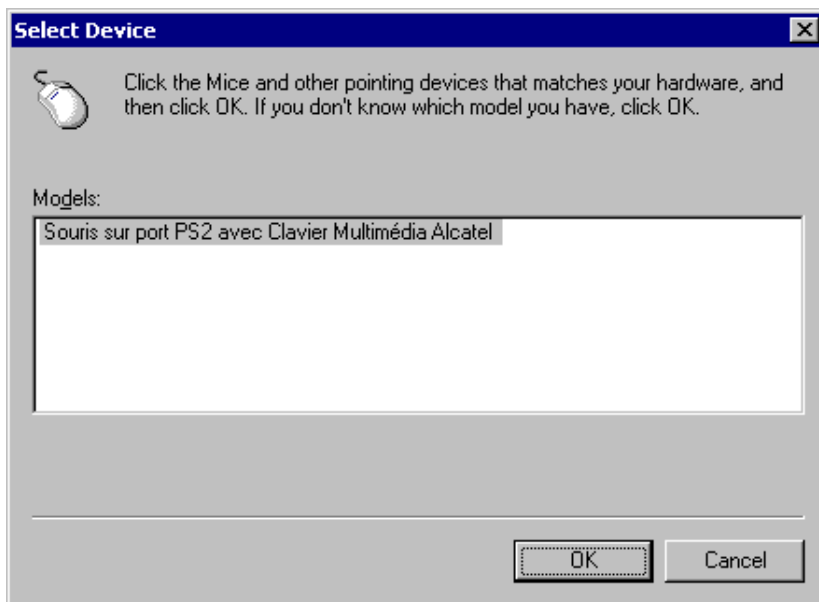 Select Device
Click the Mice and other pointing devices that matches your hardware, and
then click OK. If you don't know which model you have, click OK.
Models:
Souris sur port PS2 avec Clavier Multimédia Alcatel
OK Cancel